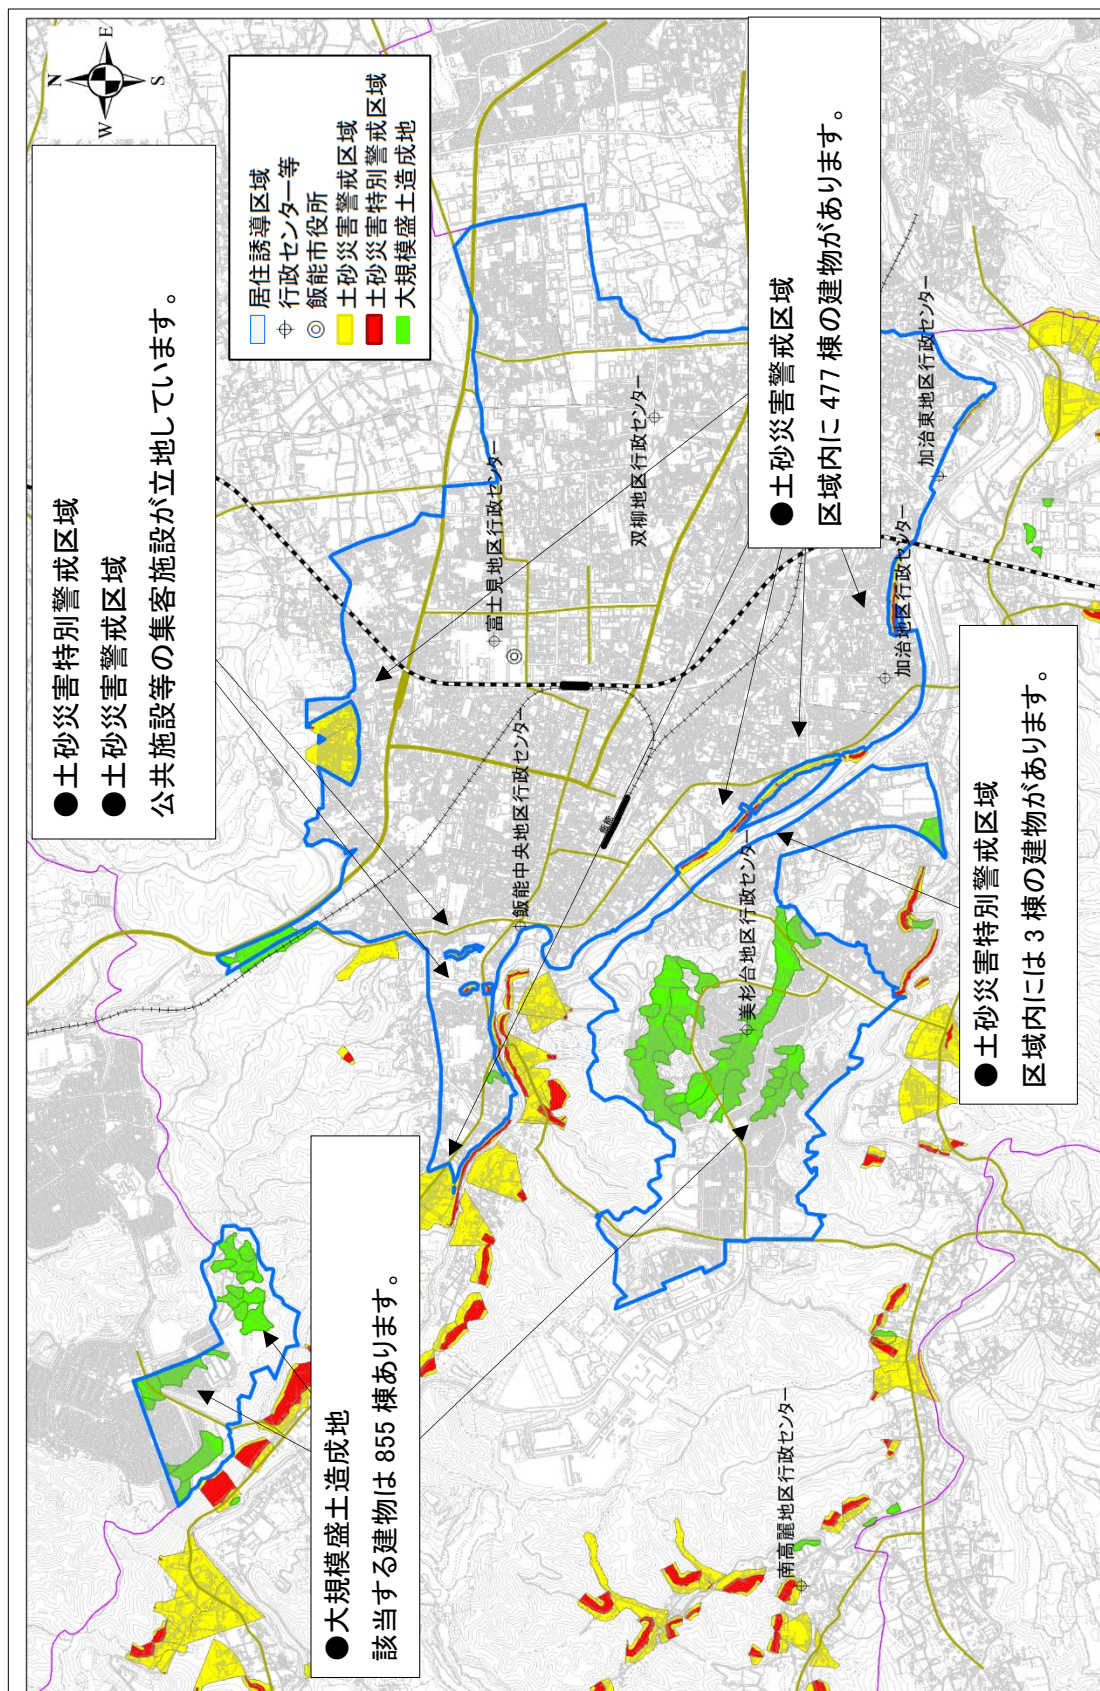 N
E
W
S
居住誘導区域
行政センター等
飯能市役所
土砂災害警戒区域
土砂災害特別警戒区域
大規模盛土造成地
●土砂災害特別警戒区域
●土砂災害警戒区域
公共施設等の集客施設が立地しています。
●土砂災害警戒区域
区域内に 477 棟の建物があります。
●土砂災害特別警戒区域
区域内には 3 棟の建物があります。
●大規模盛土造成地
該当する建物は 855 棟あります。
富士見地区行政センター
双柳地区行政センター
加治東地区行政センター
加治地区行政センター
飯能中央地区行政センター
飯能
美杉台地区行政センター
南高麗地区行政センター